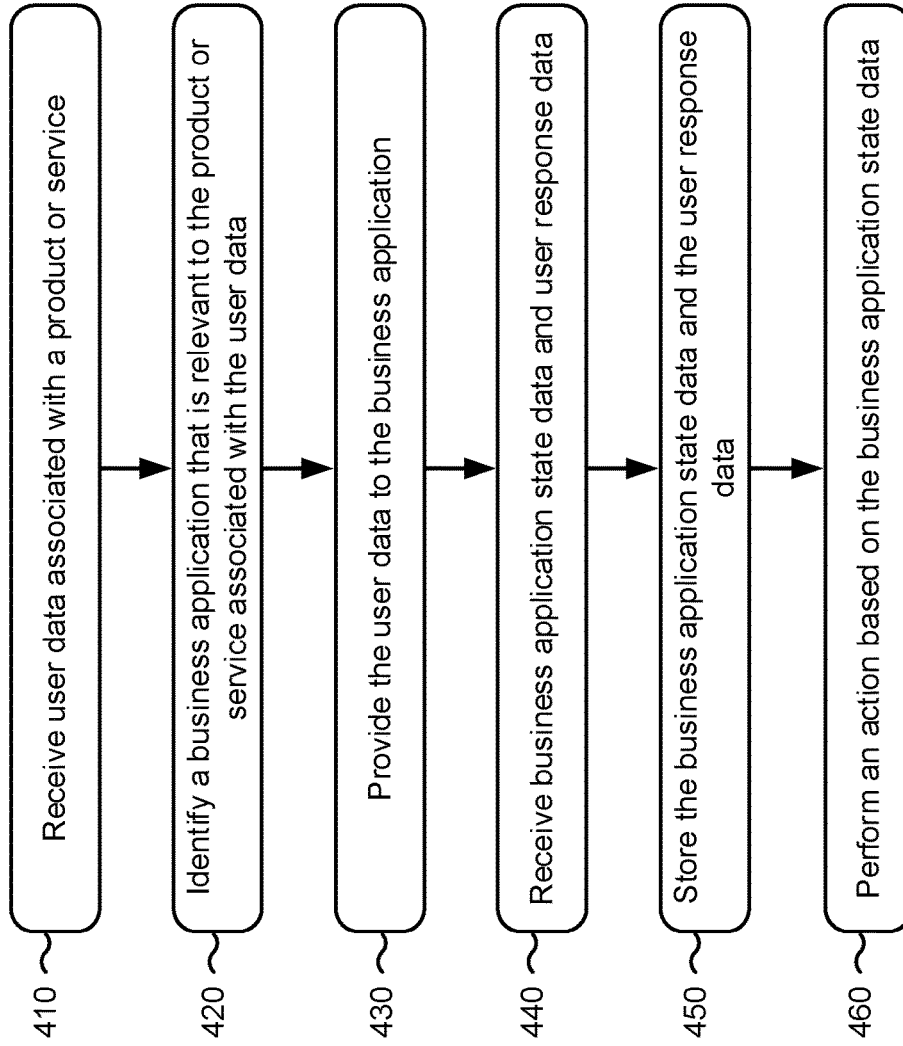 410
Receive user data associated with a product or service
420
Identify a business application that is relevant to the product or
service associated with the user data
430
Provide the user data to the business application
440
Receive business application state data and user response data
450
Store the business application state data and the user response
data
460
Perform an action based on the business application state data